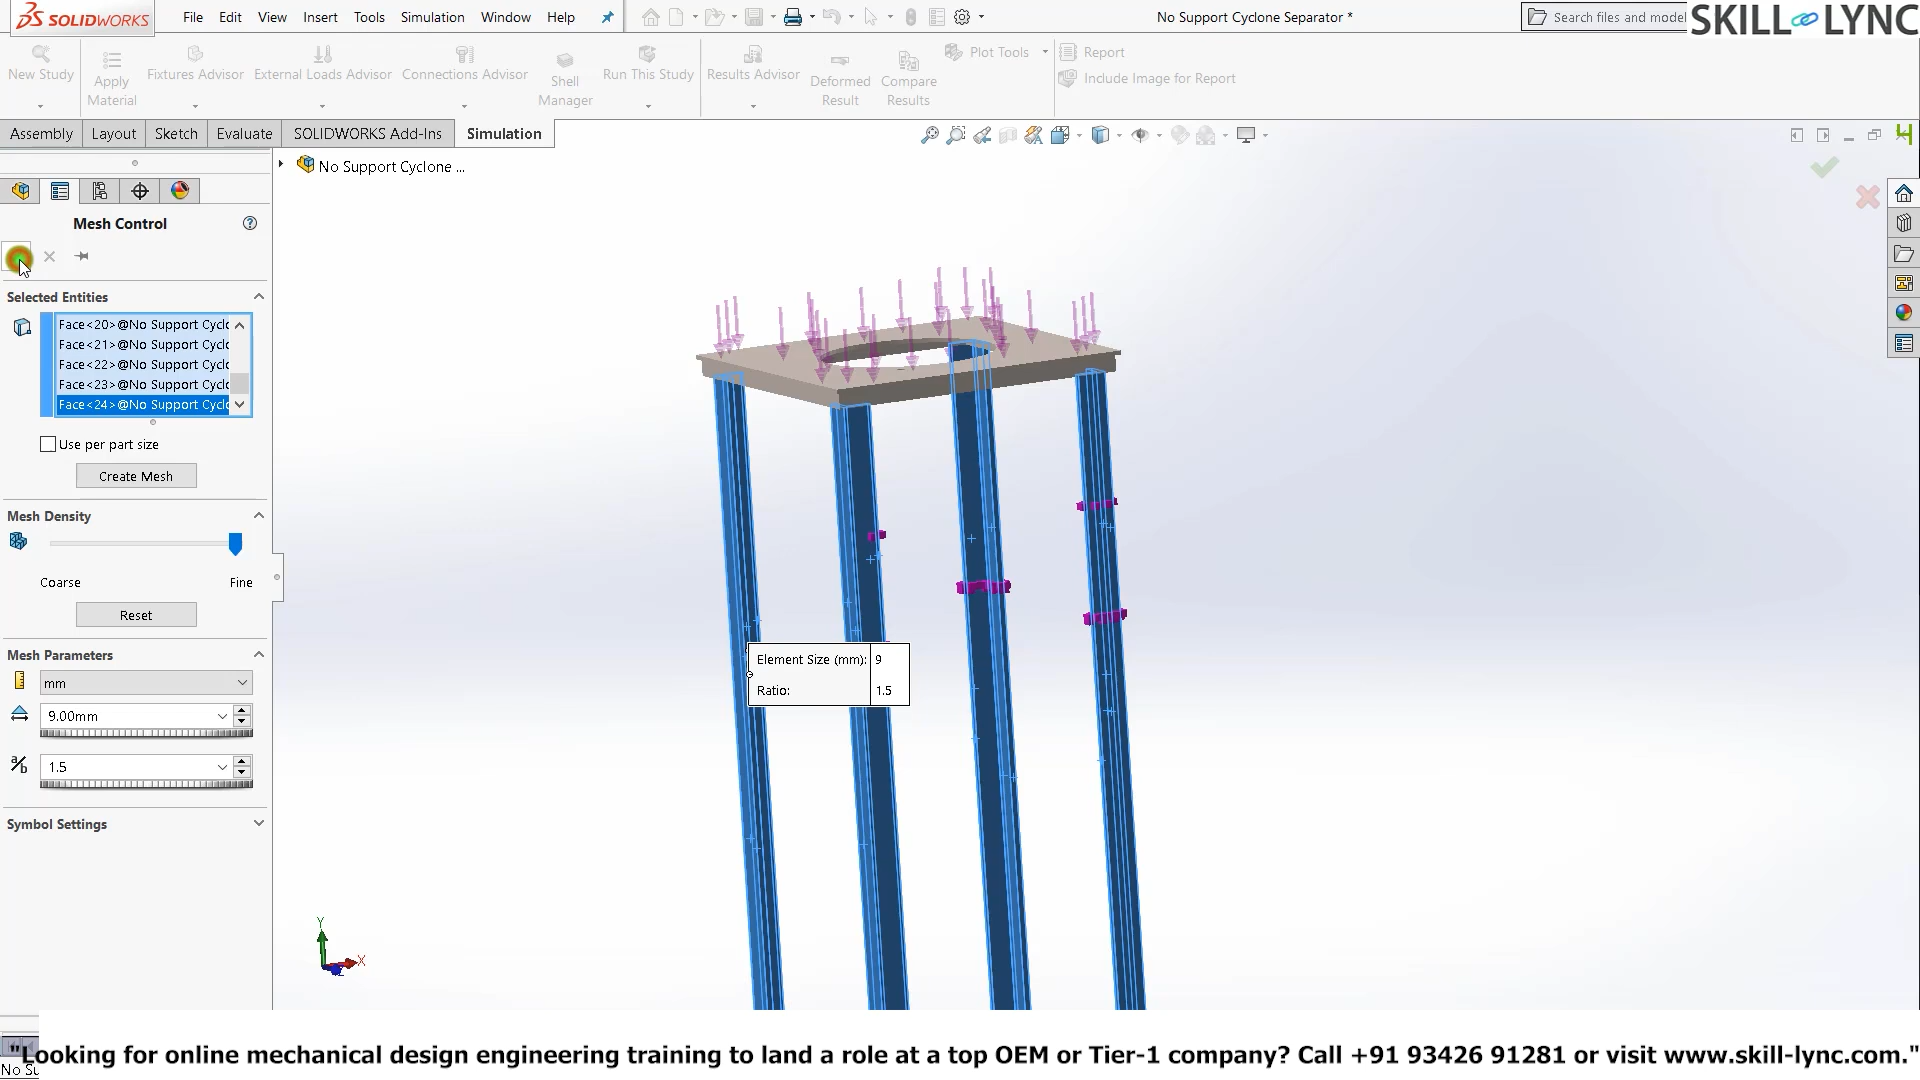 SOLIDWORKS
File Edit View Insert Tools Simulation Window Help
No Support Cyclone Separator *
Search files and model
SKILL LYNC
New Study
Apply Material
Fixtures Advisor
External Loads Advisor
Connections Advisor
Shell Manager
Run This Study
Results Advisor
Deformed Result
Compare Results
Plot Tools
Report
Include Image for Report
Assembly Layout Sketch Evaluate SOLIDWORKS Add-Ins Simulation
No Support Cyclone ...
Mesh Control
Selected Entities
Face<20>@No Support Cyclo
Face<21>@No Support Cyclo
Face<22>@No Support Cyclo
Face<23>@No Support Cyclo
Face<24>@No Support Cyclo
Use per part size
Create Mesh
Mesh Density
Coarse Fine
Reset
Mesh Parameters
mm
9.00mm
a/b 1.5
Symbol Settings
Element Size (mm): 9
Ratio: 1.5
Y
X
Z
"Looking for online mechanical design engineering training to land a role at a top OEM or Tier-1 company? Call +91 93426 91281 or visit www.skill-lync.com."
No Su